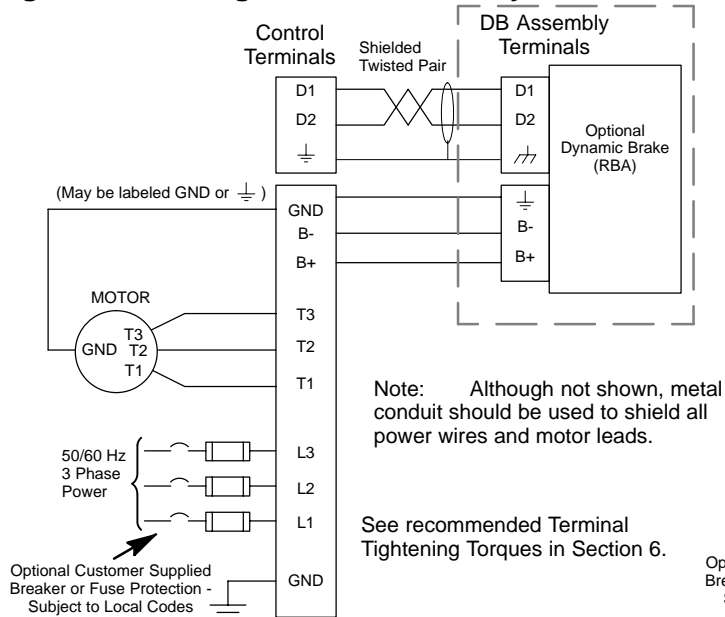 DB Assembly
Terminals
Control
Terminals
Shielded
Twisted Pair
D1
D2
D1
D2
Optional
Dynamic Brake
(RBA)
(May be labeled GND or ⏚ )
GND
B-
B+
B-
B+
MOTOR
GND
T3
T2
T1
T3
T2
T1
Note: Although not shown, metal
conduit should be used to shield all
power wires and motor leads.
50/60 Hz
3 Phase
Power
L3
L2
L1
GND
See recommended Terminal
Tightening Torques in Section 6.
Optional Customer Supplied
Breaker or Fuse Protection -
Subject to Local Codes